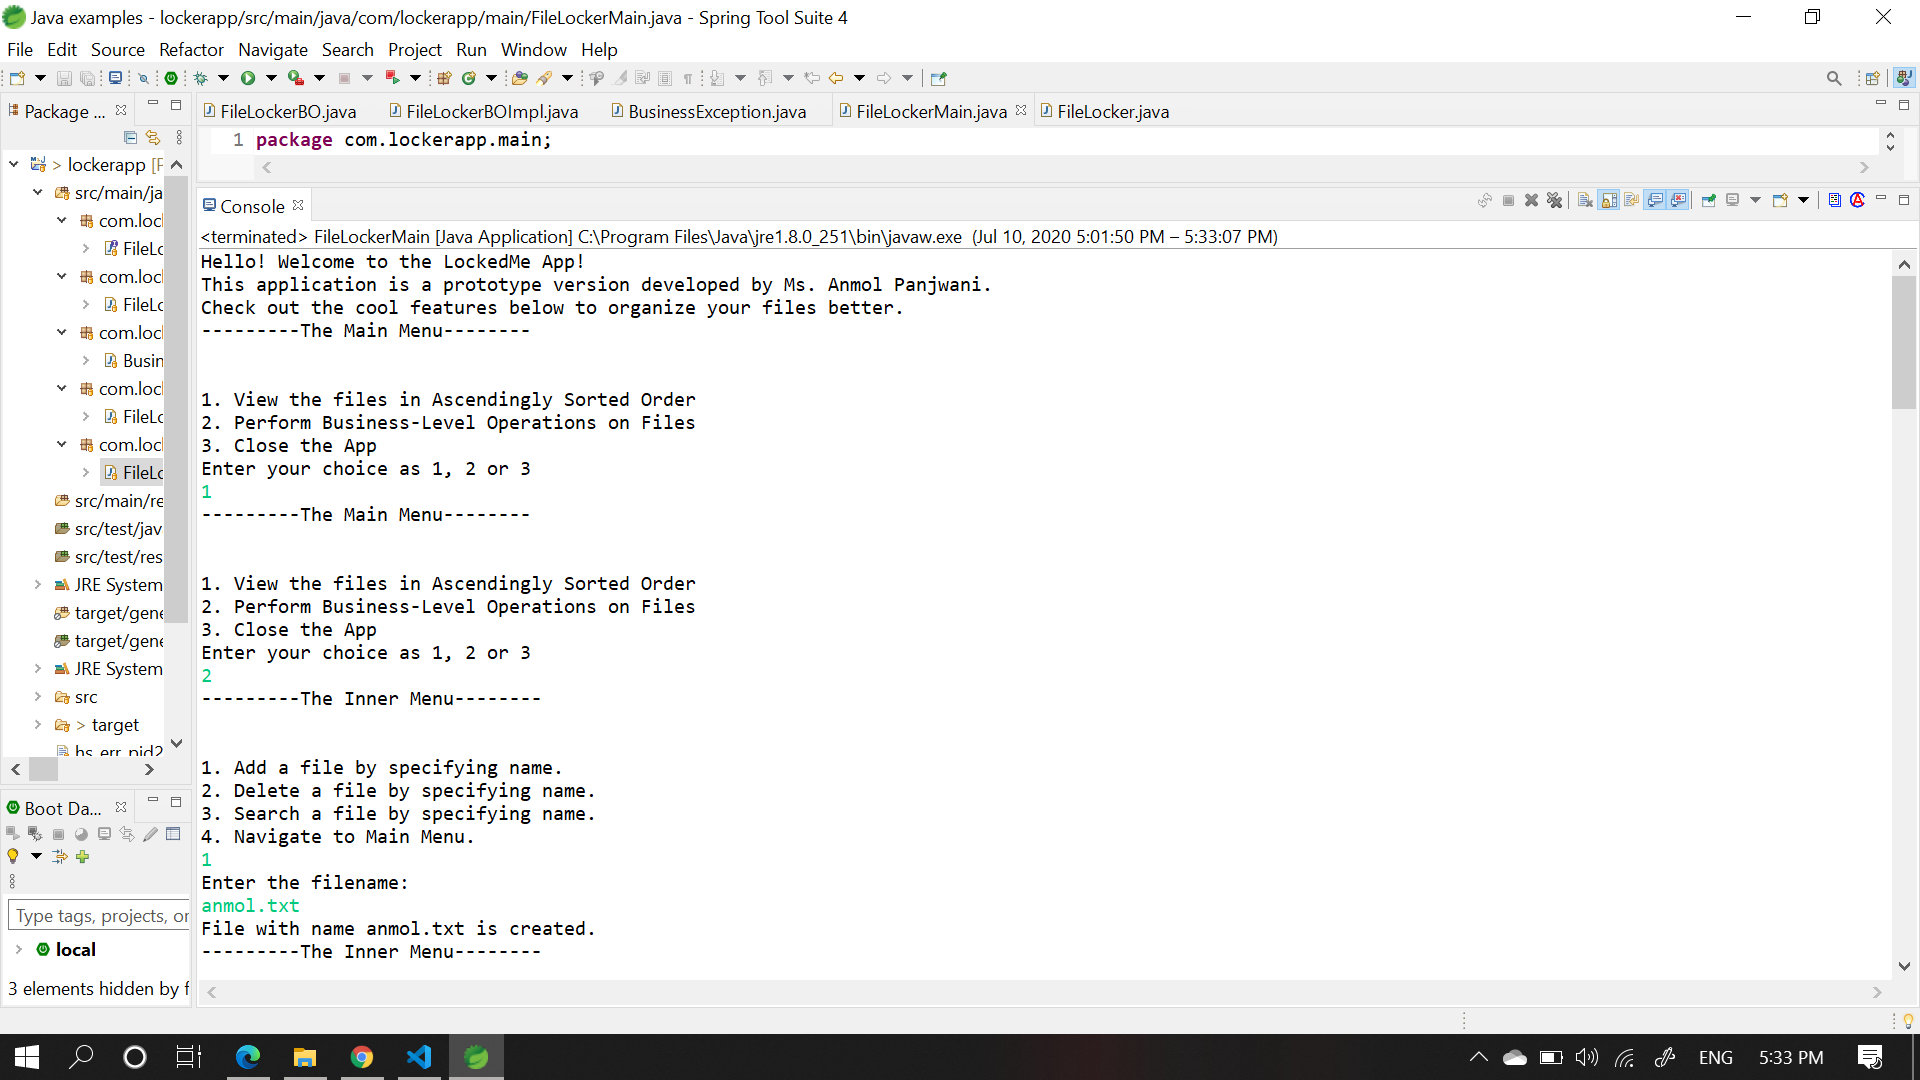 Java examples - lockerapp/src/main/java/com/lockerapp/main/FileLockerMain.java - Spring Tool Suite 4
File Edit Source Refactor Navigate Search Project Run Window Help
Package ...
FileLockerBO.java
FileLockerBOImpl.java
BusinessException.java
FileLockerMain.java
FileLocker.java
1 package com.lockerapp.main;
> lockerapp [F
src/main/ja
com.loc
FileLo
com.loc
FileLo
com.loc
Busin
com.loc
FileLo
com.loc
FileLo
src/main/re
src/test/jav
src/test/res
JRE System
target/gene
target/gene
JRE System
src
> target
hs_err_pid2
Boot Da...
Type tags, projects, or
local
3 elements hidden by f
Console
<terminated> FileLockerMain [Java Application] C:\Program Files\Java\jre1.8.0_251\bin\javaw.exe (Jul 10, 2020 5:01:50 PM – 5:33:07 PM)
Hello! Welcome to the LockedMe App!
This application is a prototype version developed by Ms. Anmol Panjwani.
Check out the cool features below to organize your files better.
---------The Main Menu--------
1. View the files in Ascendingly Sorted Order
2. Perform Business-Level Operations on Files
3. Close the App
Enter your choice as 1, 2 or 3
1
---------The Main Menu--------
1. View the files in Ascendingly Sorted Order
2. Perform Business-Level Operations on Files
3. Close the App
Enter your choice as 1, 2 or 3
2
---------The Inner Menu--------
1. Add a file by specifying name.
2. Delete a file by specifying name.
3. Search a file by specifying name.
4. Navigate to Main Menu.
1
Enter the filename:
anmol.txt
File with name anmol.txt is created.
---------The Inner Menu--------
ENG 5:33 PM